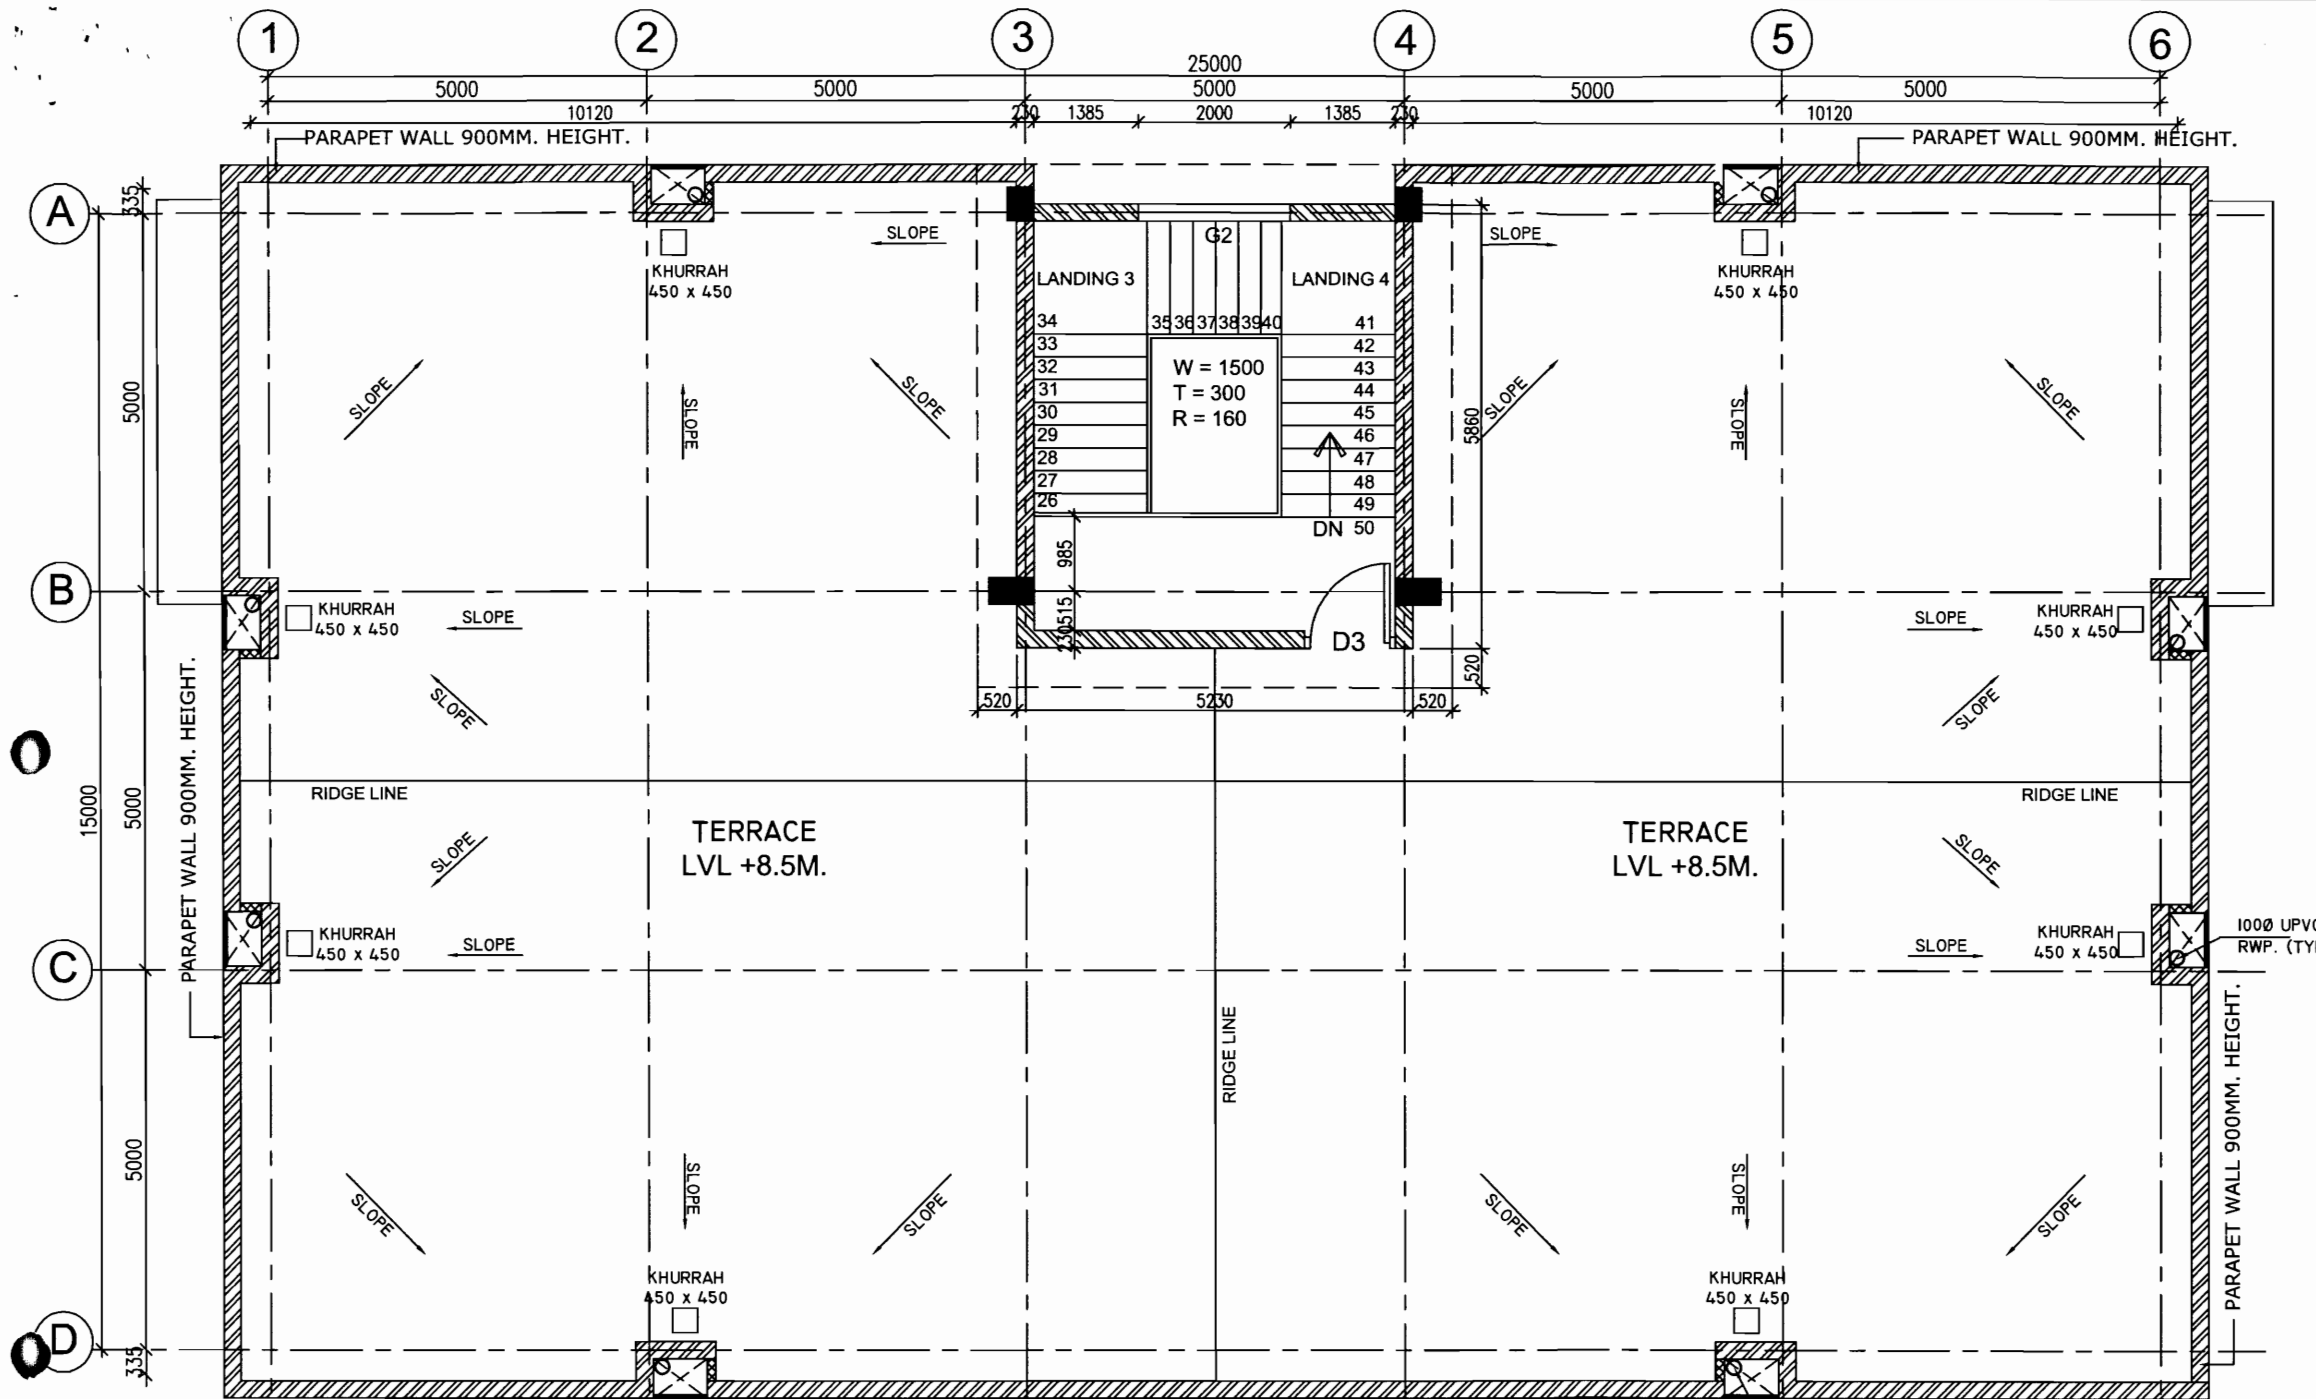 1 2 3 4 5 6
25000
5000 5000 5000 5000 5000
10120 230 1385 2000 1385 230 10120
PARAPET WALL 900MM. HEIGHT. PARAPET WALL 900MM. HEIGHT.
335
A
SLOPE G2 SLOPE
KHURRAH
450 x 450
LANDING 3 LANDING 4
KHURRAH
450 x 450
34 35 36 37 38 39 40 41
33 42
32 43
31 44
30 45
29 46
28 47
27 48
26 49
DN 50
W = 1500
T = 300
R = 160
5000
SLOPE
SLOPE
SLOPE
5860
SLOPE
SLOPE
SLOPE
985
B
515
230
D3
KHURRAH
450 x 450
SLOPE
SLOPE
KHURRAH
450 x 450
520
520 5230 520
SLOPE
SLOPE
PARAPET WALL 900MM. HEIGHT.
RIDGE LINE RIDGE LINE
15000
5000
TERRACE
LVL +8.5M.
TERRACE
LVL +8.5M.
SLOPE
SLOPE
KHURRAH
450 x 450
SLOPE
SLOPE
KHURRAH
450 x 450
100Ø UPVC
RWP. (TYP
C
RIDGE LINE
PARAPET WALL 900MM. HEIGHT.
5000
SLOPE
SLOPE
SLOPE
SLOPE
SLOPE
SLOPE
KHURRAH
450 x 450
KHURRAH
450 x 450
D
335